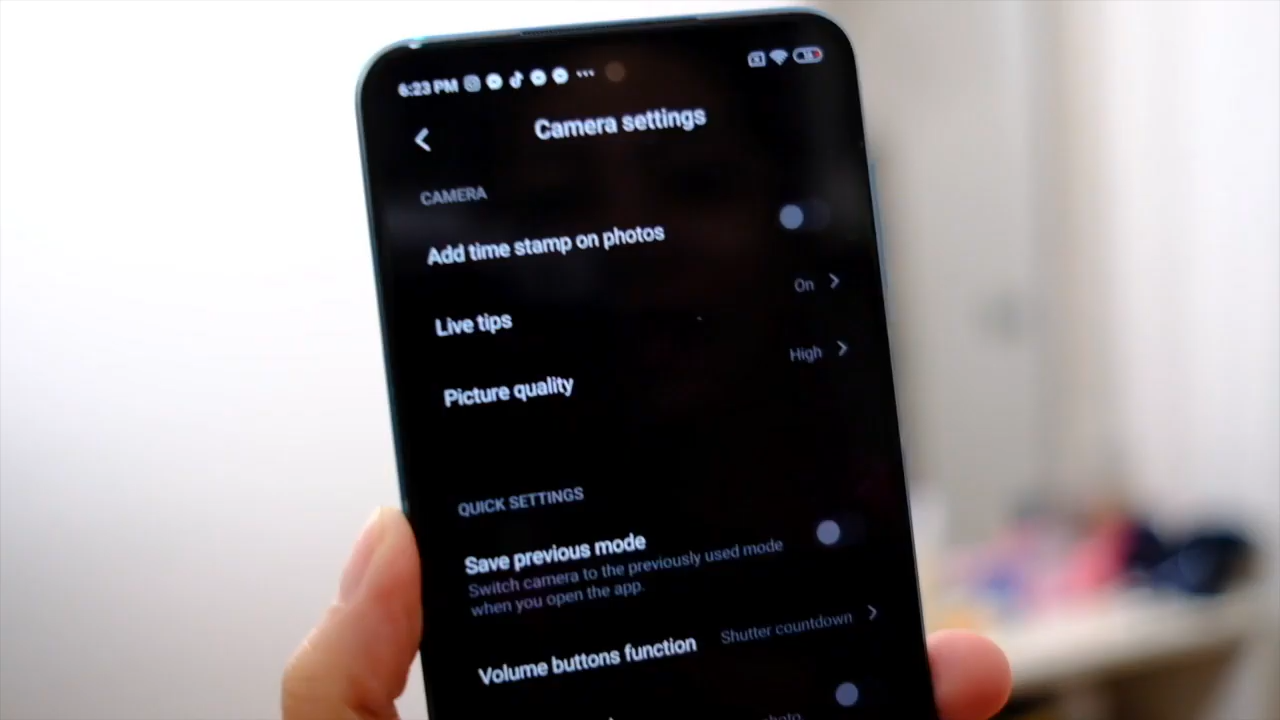 6:23 PM
Camera settings
CAMERA
Add time stamp on photos
Live tips
On
Picture quality
High
QUICK SETTINGS
Save previous mode
Switch camera to the previously used mode
when you open the app.
Volume buttons function
Shutter countdown